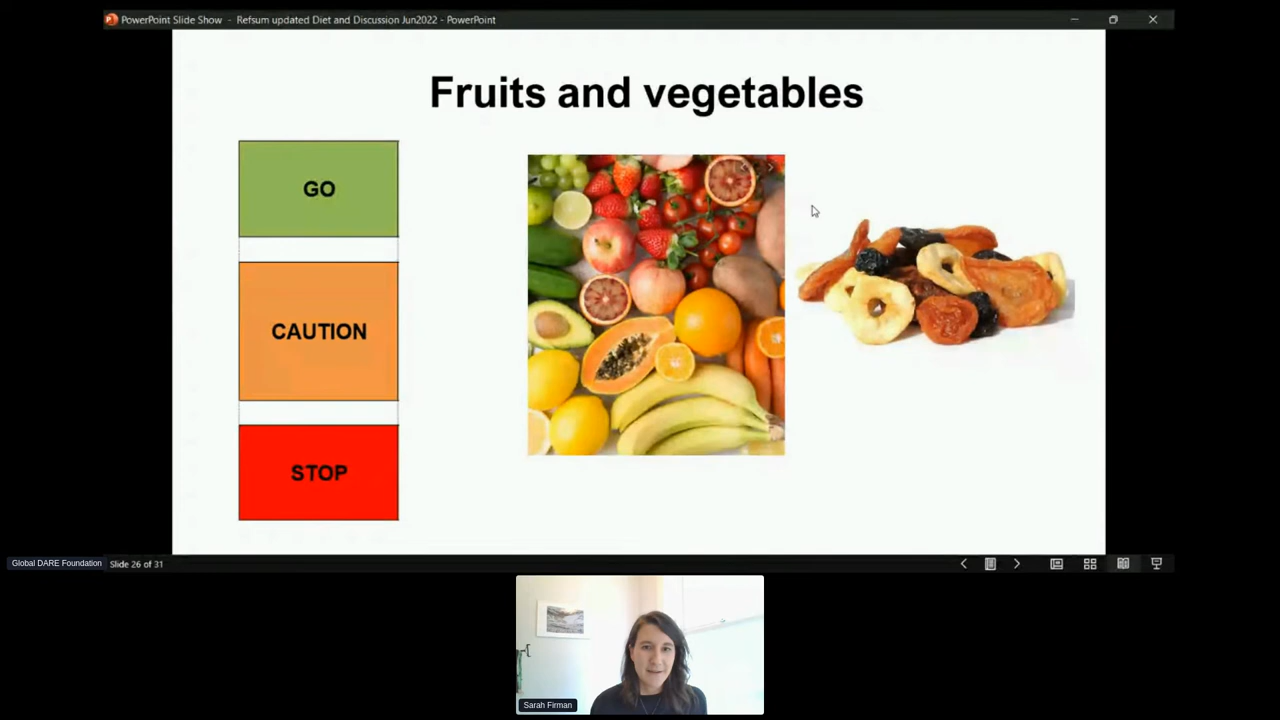 PowerPoint Slide Show - Refsum updated Diet and Discussion Jun2022 - PowerPoint
Fruits and vegetables
GO
CAUTION
STOP
Global DARE Foundation
Slide 26 of 31
Sarah Firman